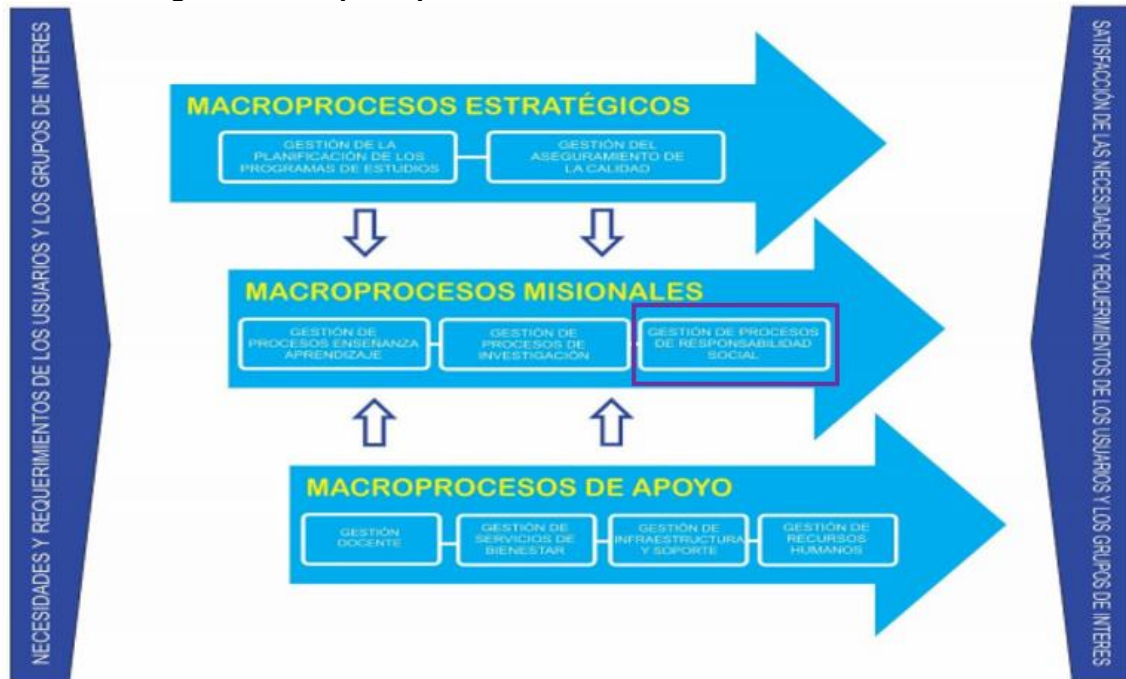 NECESIDADES Y REQUERIMIENTOS DE LOS USUARIOS Y LOS GRUPOS DE INTERES
MACROPROCESOS ESTRATÉGICOS
GESTIÓN DE LA
PLANIFICACIÓN DE LOS
PROGRAMAS DE ESTUDIOS
GESTIÓN DEL
ASEGURAMIENTO DE
LA CALIDAD
MACROPROCESOS MISIONALES
GESTIÓN DE
PROCESOS ENSEÑANZA
APRENDIZAJE
GESTIÓN DE
PROCESOS DE
INVESTIGACIÓN
GESTIÓN DE PROCESOS
DE RESPONSABILIDAD
SOCIAL
MACROPROCESOS DE APOYO
GESTIÓN
DOCENTE
GESTIÓN DE
SERVICIOS DE
BIENESTAR
GESTIÓN DE
INFRAESTRUCTURA
Y SOPORTE
GESTIÓN DE
RECURSOS
HUMANOS
SATISFACCIÓN DE LAS NECESIDADES Y REQUERIMIENTOS DE LOS USUARIOS Y LOS GRUPOS DE INTERES